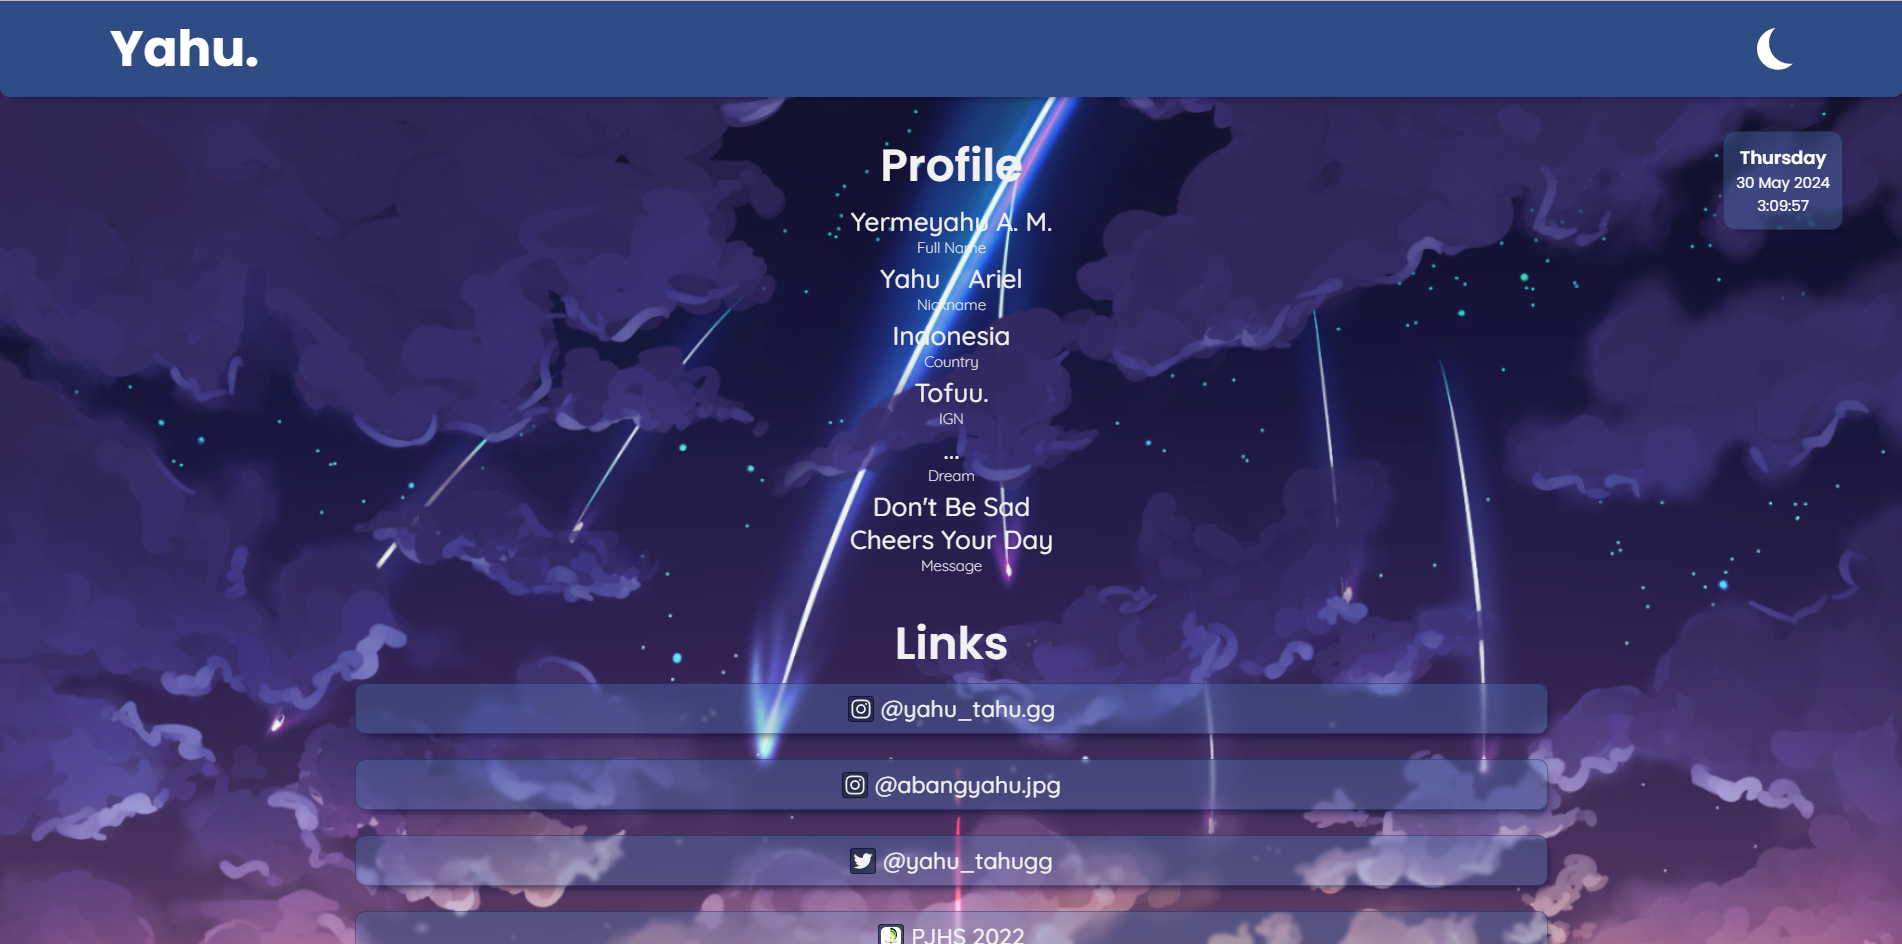 Yahu.
Thursday
30 May 2024
3:09:57
Profile
Yermeyahu A. M.
Full Name
Yahu Ariel
Nickname
Indonesia
Country
Tofuu.
IGN
...
Dream
Don't Be Sad
Cheers Your Day
Message
Links
@yahu_tahu.gg
@abangyahu.jpg
@yahu_tahugg
PJHS 2022